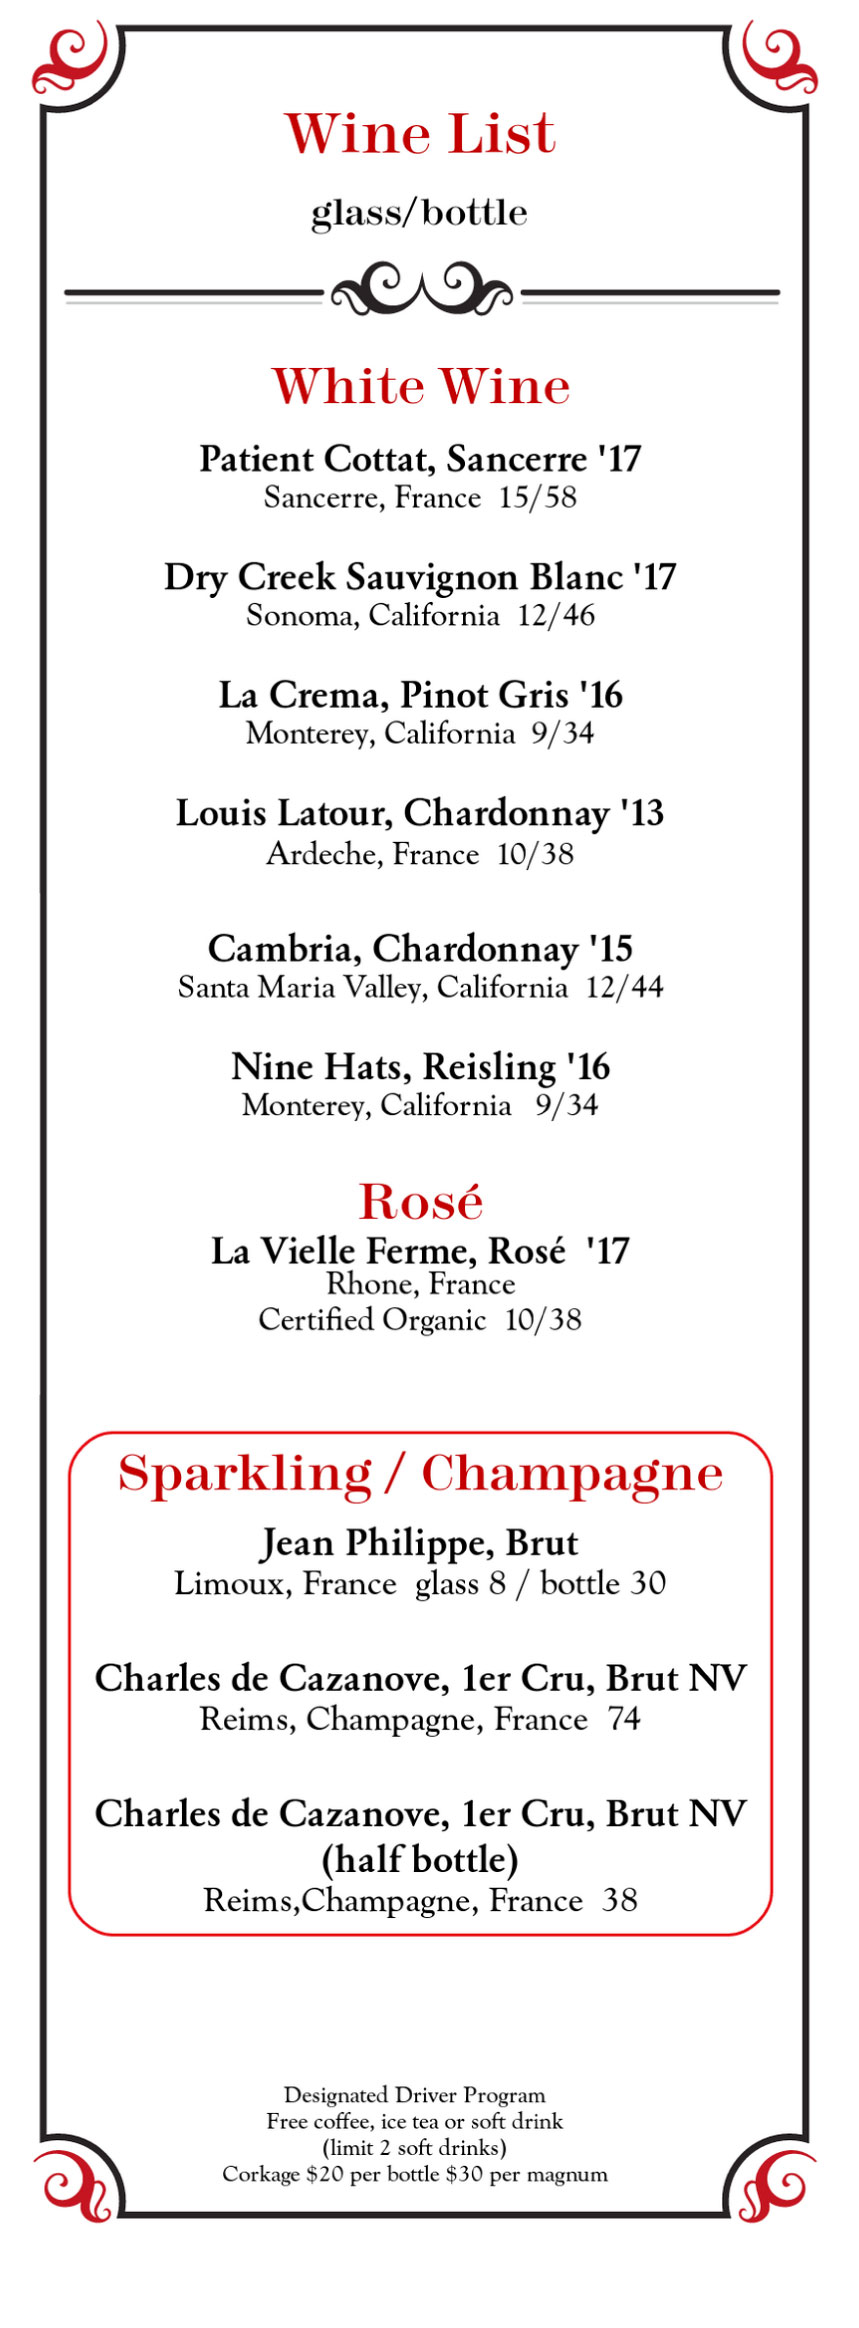 Wine List
glass/bottle
White Wine
Patient Cottat, Sancerre '17
Sancerre, France 15/58
Dry Creek Sauvignon Blanc '17
Sonoma, California 12/46
La Crema, Pinot Gris '16
Monterey, California 9/34
Louis Latour, Chardonnay '13
Ardeche, France 10/38
Cambria, Chardonnay '15
Santa Maria Valley, California 12/44
Nine Hats, Reisling '16
Monterey, California 9/34
Rosé
La Vielle Ferme, Rosé '17
Rhone, France
Certified Organic 10/38
Sparkling / Champagne
Jean Philippe, Brut
Limoux, France glass 8 / bottle 30
Charles de Cazanove, 1er Cru, Brut NV
Reims, Champagne, France 74
Charles de Cazanove, 1er Cru, Brut NV
(half bottle)
Reims,Champagne, France 38
Designated Driver Program
Free coffee, ice tea or soft drink
(limit 2 soft drinks)
Corkage $20 per bottle $30 per magnum